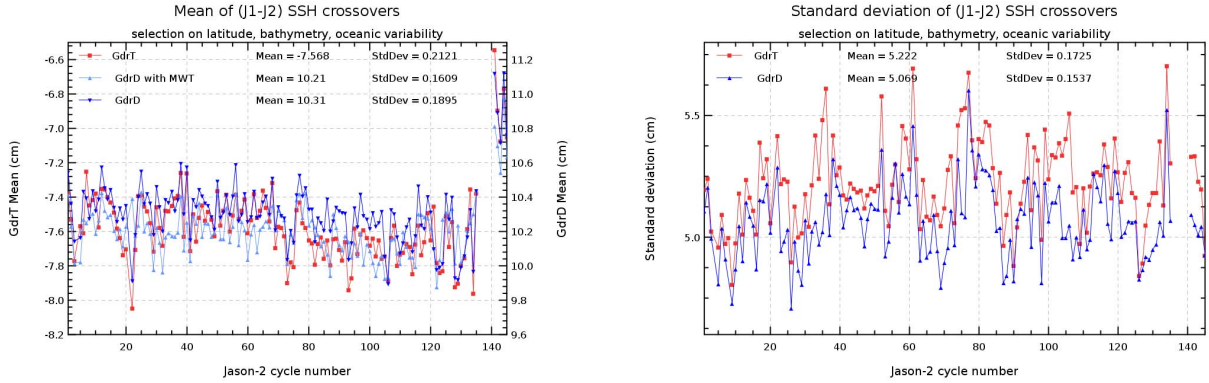 Mean of (J1-J2) SSH crossovers
selection on latitude, bathymetry, oceanic variability
GdrT Mean = -7.568 StdDev = 0.2121
GdrD with MWT Mean = 10.21 StdDev = 0.1609
GdrD Mean = 10.31 StdDev = 0.1895
-6.6
-6.8
-7.0
-7.2
-7.4
-7.6
-7.8
-8.0
-8.2
GdrT Mean (cm)
11.2
11.0
10.8
10.6
10.4
10.2
10.0
9.8
9.6
GdrD Mean (cm)
20 40 60 80 100 120 140
Jason-2 cycle number
Standard deviation of (J1-J2) SSH crossovers
selection on latitude, bathymetry, oceanic variability
GdrT Mean = 5.222 StdDev = 0.1725
GdrD Mean = 5.069 StdDev = 0.1537
5.5
5.0
Standard deviation (cm)
20 40 60 80 100 120 140
Jason-2 cycle number